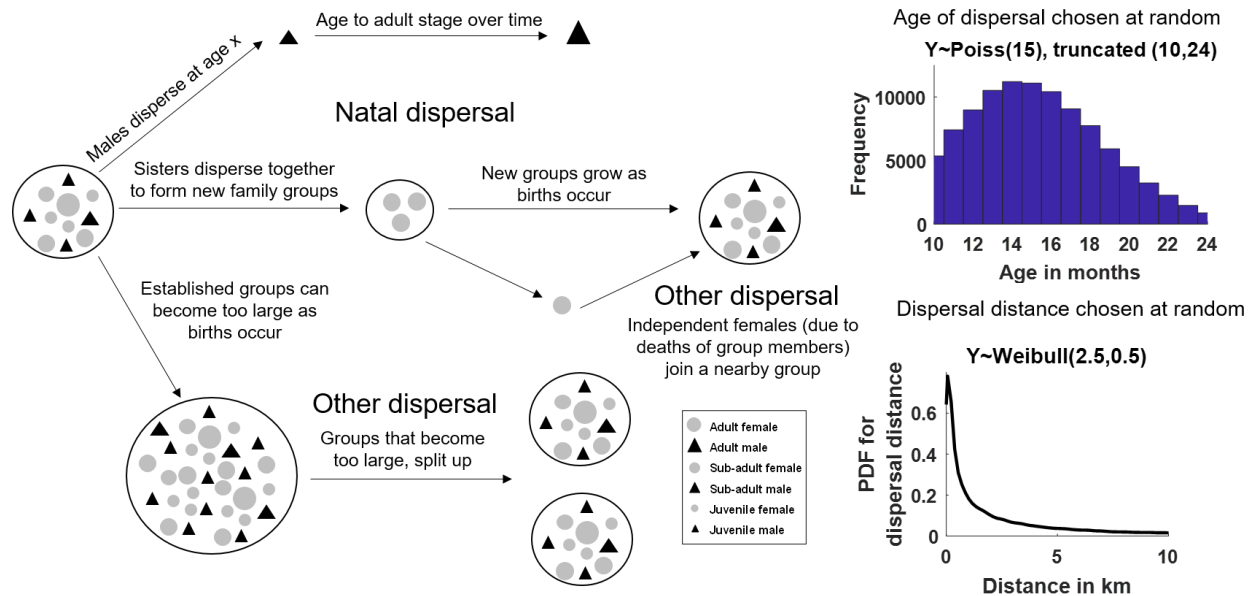 Age to adult stage over time
Males disperse at age x
Natal dispersal
Sisters disperse together
to form new family groups
New groups grow as
births occur
Established groups can
become too large as
births occur
Other dispersal
Independent females (due to
deaths of group members)
join a nearby group
Other dispersal
Groups that become
too large, split up
Adult female
Adult male
Sub-adult female
Sub-adult male
Juvenile female
Juvenile male
Age of dispersal chosen at random
Y~Poiss(15), truncated (10,24)
Frequency
10000
5000
0
10 12 14 16 18 20 22 24
Age in months
Dispersal distance chosen at random
Y~Weibull(2.5,0.5)
PDF for
dispersal distance
0.6
0.4
0.2
0
0 5 10
Distance in km